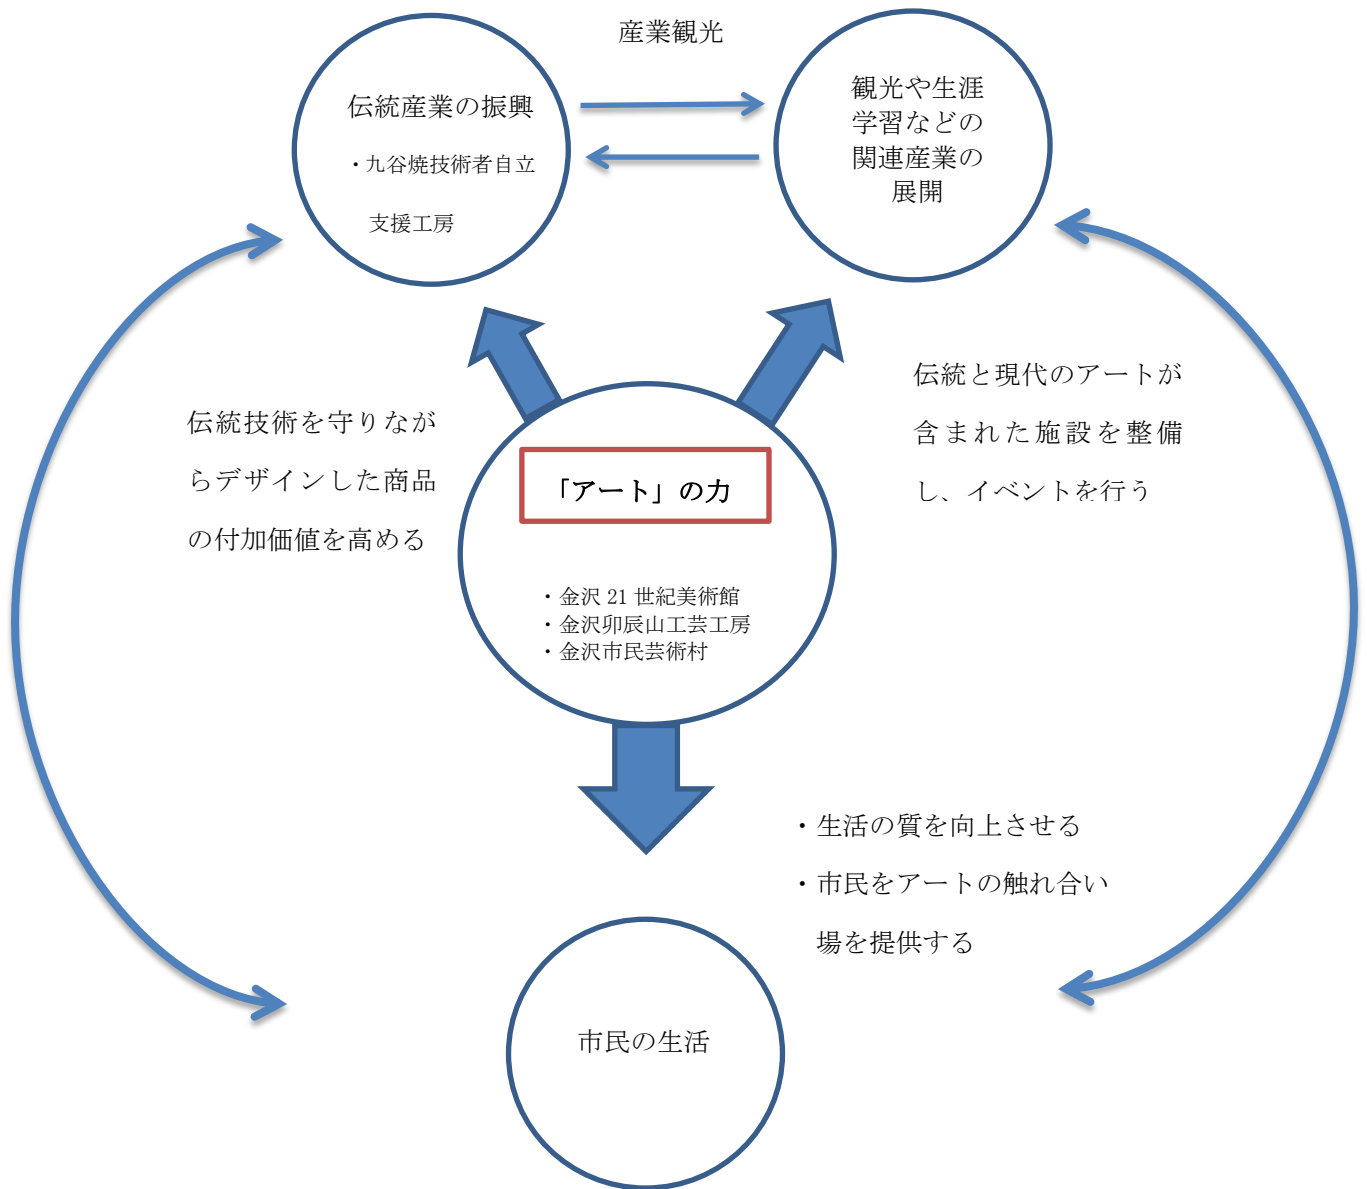 産業観光
伝統産業の振興
・九谷焼技術者自立
支援工房
観光や生涯
学習などの
関連産業の
展開
伝統技術を守りなが
らデザインした商品
の付加価値を高める
伝統と現代のアートが
含まれた施設を整備
し、イベントを行う
「アート」の力
・金沢 21 世紀美術館
・金沢卯辰山工芸工房
・金沢市民芸術村
・生活の質を向上させる
・市民をアートの触れ合い
場を提供する
市民の生活